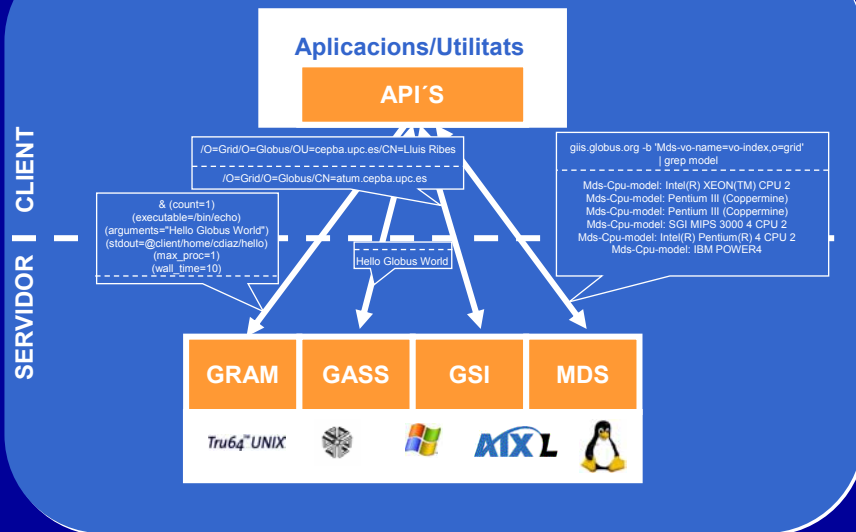 Aplicacions/Utilitats
API´S
CLIENT
/O=Grid/O=Globus/OU=cepba.upc.es/CN=Lluis Ribes
/O=Grid/O=Globus/CN=atum.cepba.upc.es
giis.globus.org -b 'Mds-vo-name=vo-index,o=grid'
| grep model
Mds-Cpu-model: Intel(R) XEON(TM) CPU 2
Mds-Cpu-model: Pentium III (Coppermine)
Mds-Cpu-model: Pentium III (Coppermine)
Mds-Cpu-model: SGI MIPS 3000 4 CPU 2
Mds-Cpu-model: Intel(R) Pentium(R) 4 CPU 2
Mds-Cpu-model: IBM POWER4
& (count=1)
(executable=/bin/echo)
(arguments="Hello Globus World")
(stdout=@client/home/cdiaz/hello)
(max_proc=1)
(wall_time=10)
Hello Globus World
SERVIDOR
GRAM
GASS
GSI
MDS
Tru64™ UNIX
AIX L